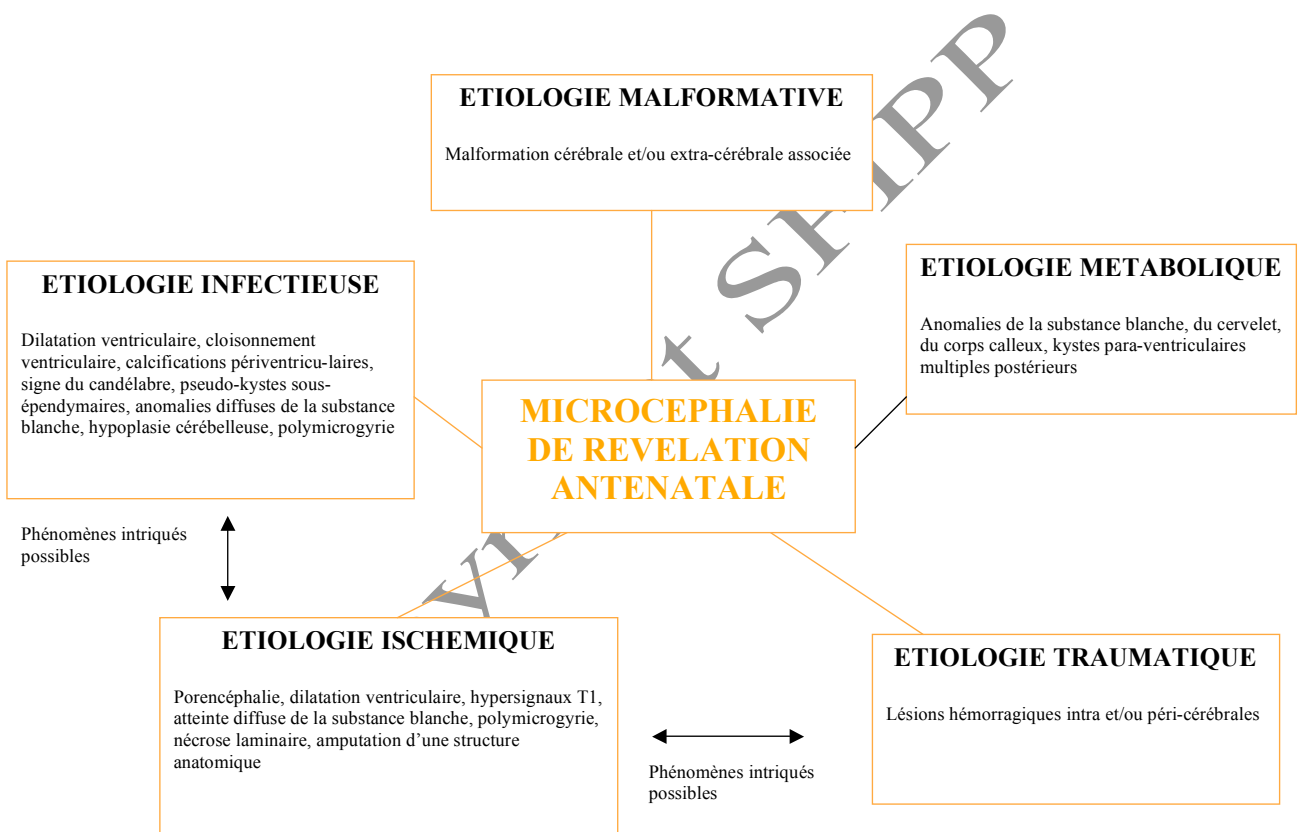 ETIOLOGIE MALFORMATIVE
Malformation cérébrale et/ou extra-cérébrale associée
ETIOLOGIE INFECTIEUSE
Dilatation ventriculaire, cloisonnement
ventriculaire, calcifications périventricu-laires,
signe du candélabre, pseudo-kystes sous-
épendymaires, anomalies diffuses de la substance
blanche, hypoplasie cérébelleuse, polymicrogyrie
ETIOLOGIE METABOLIQUE
Anomalies de la substance blanche, du cervelet,
du corps calleux, kystes para-ventriculaires
multiples postérieurs
MICROCEPHALIE
DE REVELATION
ANTENATALE
Phénomènes intriqués
possibles
ETIOLOGIE ISCHEMIQUE
Porencéphalie, dilatation ventriculaire, hypersignaux T1,
atteinte diffuse de la substance blanche, polymicrogyrie,
nécrose laminaire, amputation d'une structure
anatomique
Phénomènes intriqués
possibles
ETIOLOGIE TRAUMATIQUE
Lésions hémorragiques intra et/ou péri-cérébrales